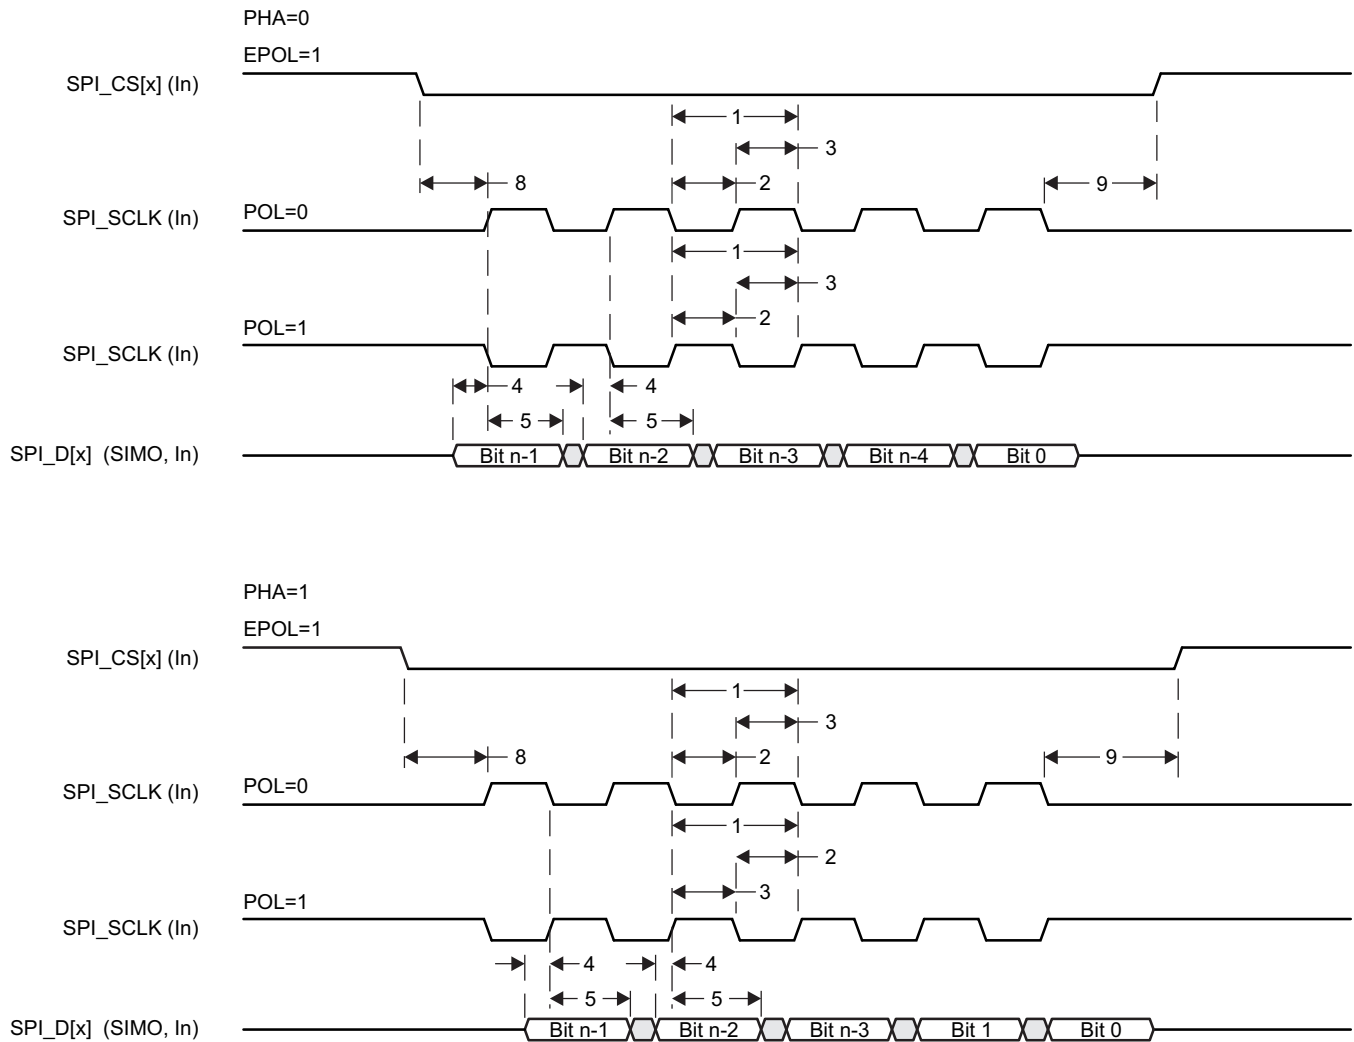 PHA=0
EPOL=1
SPI_CS[x] (In)
1
3
8
2
9
SPI_SCLK (In)
POL=0
1
3
2
POL=1
SPI_SCLK (In)
4
4
5
5
SPI_D[x] (SIMO, In)
Bit n-1
Bit n-2
Bit n-3
Bit n-4
Bit 0
PHA=1
EPOL=1
SPI_CS[x] (In)
1
3
8
2
9
SPI_SCLK (In)
POL=0
1
2
3
POL=1
SPI_SCLK (In)
4
4
5
5
SPI_D[x] (SIMO, In)
Bit n-1
Bit n-2
Bit n-3
Bit 1
Bit 0